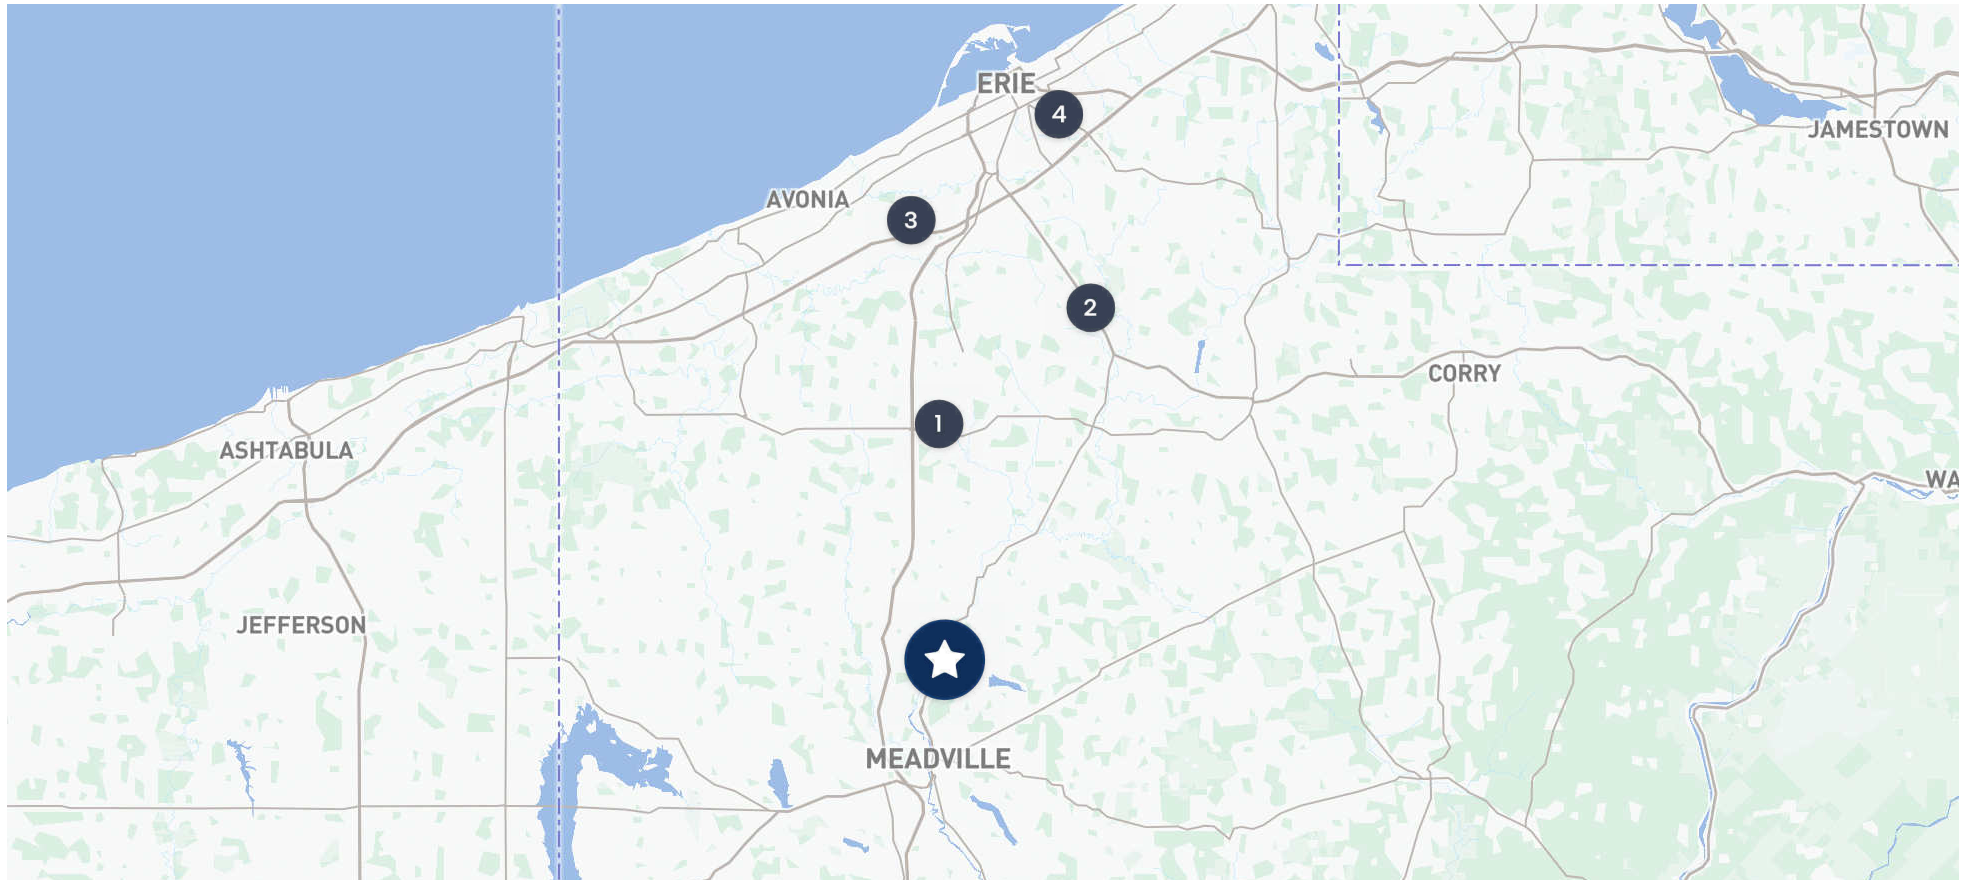 ERIE
4
JAMESTOWN
AVONIA
3
2
CORRY
1
ASHTABULA
WA
JEFFERSON
MEADVILLE